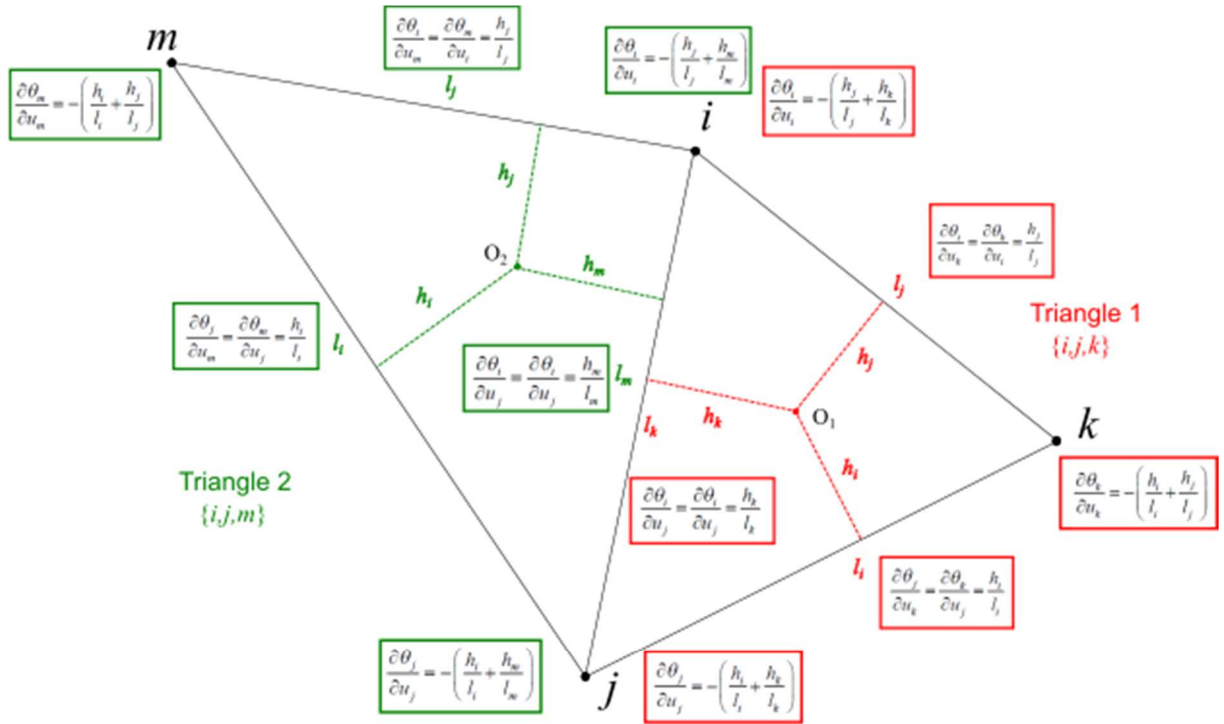 m
∂θ_i/∂u_m = ∂θ_m/∂u_i = h_j/l_j
l_j
∂θ_m/∂u_m = -(h_i/l_i + h_j/l_j)
∂θ_i/∂u_i = -(h_j/l_j + h_m/l_m)
∂θ_i/∂u_i = -(h_j/l_j + h_k/l_k)
i
h_j
O₂
h_m
h_i
∂θ_i/∂u_k = ∂θ_k/∂u_i = h_j/l_j
l_j
Triangle 1
{i,j,k}
∂θ_j/∂u_m = ∂θ_m/∂u_j = h_i/l_i
l_i
∂θ_i/∂u_j = ∂θ_i/∂u_j = h_m/l_m
l_m
h_j
l_k
h_k
O₁
k
h_i
Triangle 2
{i,j,m}
∂θ_i/∂u_j = ∂θ_i/∂u_j = h_k/l_k
∂θ_k/∂u_k = -(h_i/l_i + h_j/l_j)
l_i
∂θ_j/∂u_k = ∂θ_k/∂u_j = h_i/l_i
∂θ_j/∂u_j = -(h_i/l_i + h_m/l_m)
j
∂θ_j/∂u_j = -(h_i/l_i + h_k/l_k)